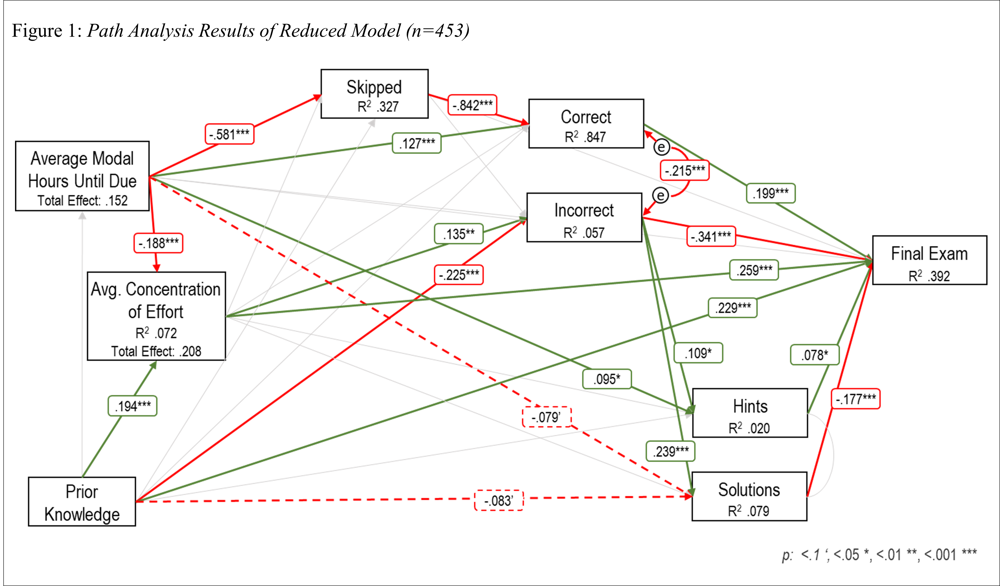 Figure 1: Path Analysis Results of Reduced Model (n=453)
Skipped
R² .327
-.842***
Correct
R² .847
-.581***
.127***
Average Modal
Hours Until Due
Total Effect: .152
e
-.215***
e
.199***
Incorrect
R² .057
.135**
-.341***
-.188***
Final Exam
R² .392
-.225***
.259***
Avg. Concentration
of Effort
R² .072
Total Effect: .208
.229***
.109*
.078*
.095*
.194***
-.079’
Hints
R² .020
-.177***
.239***
Prior
Knowledge
-.083’
Solutions
R² .079
p: <.1 ‘, <.05 *, <.01 **, <.001 ***